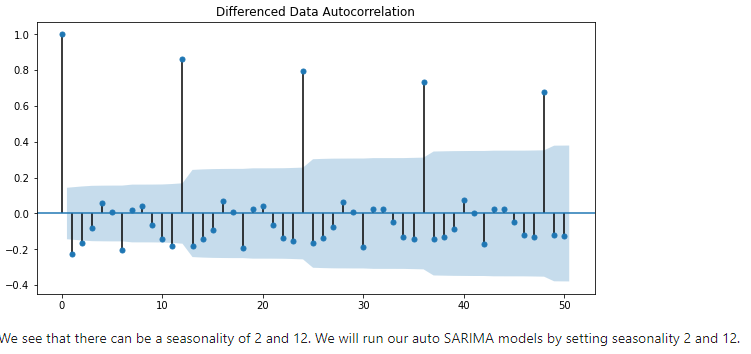 Differenced Data Autocorrelation
1.0
0.8
0.6
0.4
0.2
0.0
−0.2
−0.4
0 10 20 30 40 50
We see that there can be a seasonality of 2 and 12. We will run our auto SARIMA models by setting seasonality 2 and 12.